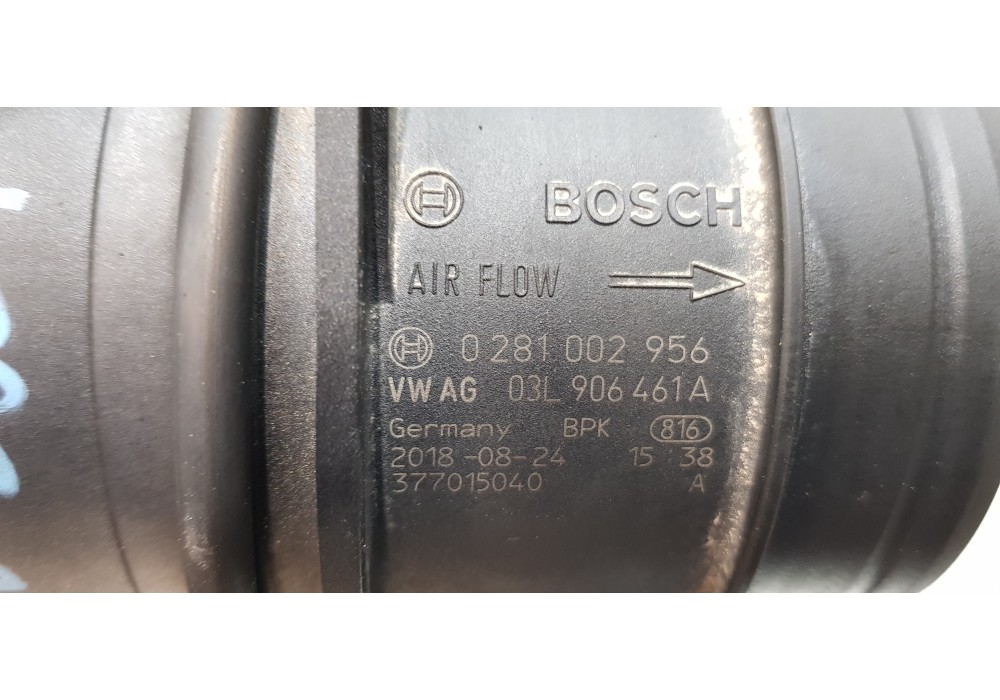 BOSCH
AIR FLOW
0 281 002 956
VW AG 03L 906 461 A
Germany BPK 816
2018-08-24 15:38
377015040 A